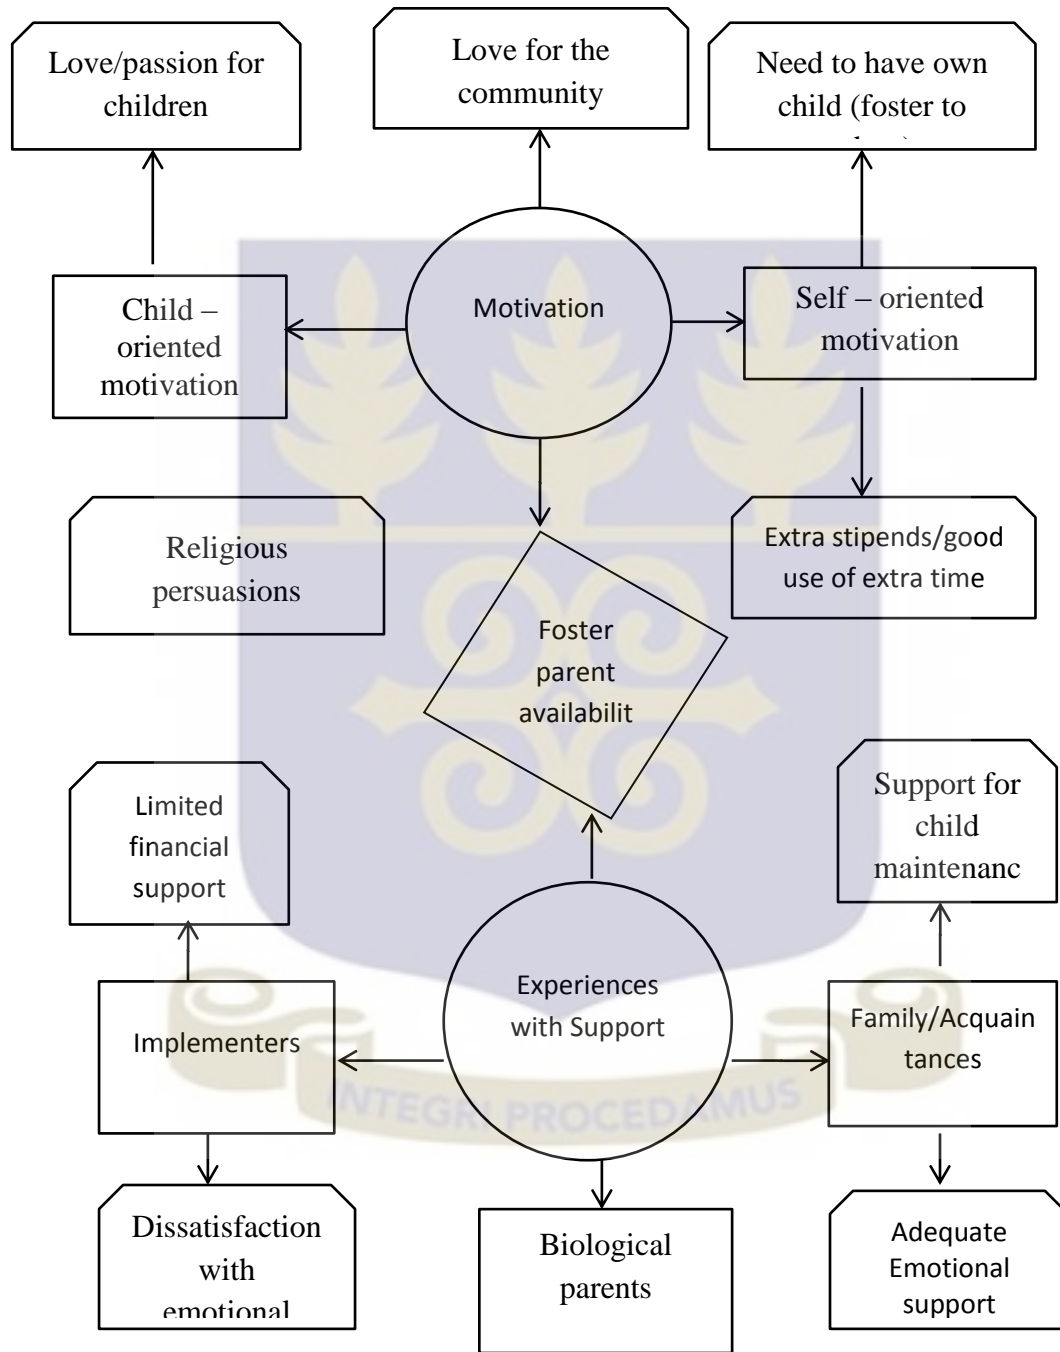 Love/passion for
children
Love for the
community
Need to have own
child (foster to
Child –
oriented
motivation
Motivation
Self – oriented
motivation
Religious
persuasions
Extra stipends/good
use of extra time
Foster
parent
availabilit
Limited
financial
support
Support for
child
maintenanc
Implementers
Experiences
with Support
Family/Acquain
tances
INTEGRI PROCEDAMUS
Dissatisfaction
with
emotional
Biological
parents
Adequate
Emotional
support